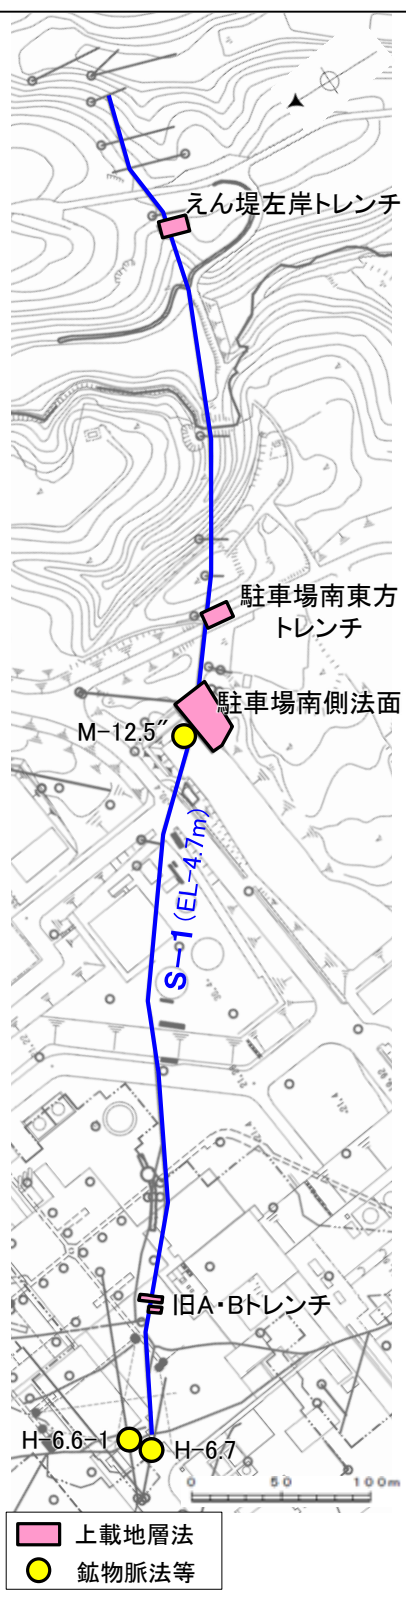 えん堤左岸トレンチ
駐車場南東方
トレンチ
駐車場南側法面
M-12.5″
S-1(EL-4.7m)
旧A・Bトレンチ
H-6.6-1
H-6.7
0 50 100m
上載地層法
鉱物脈法等